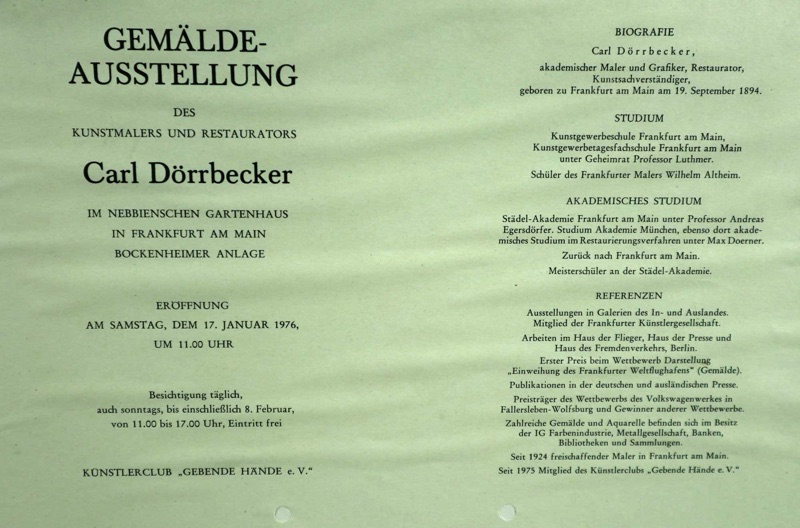 GEMÄLDE-
AUSSTELLUNG
DES
KUNSTMALERS UND RESTAURATORS
Carl Dörrbecker
IM NEBBIENSCHEN GARTENHAUS
IN FRANKFURT AM MAIN
BOCKENHEIMER ANLAGE
ERÖFFNUNG
AM SAMSTAG, DEM 17. JANUAR 1976,
UM 11.00 UHR
Besichtigung täglich,
auch sonntags, bis einschließlich 8. Februar,
von 11.00 bis 17.00 Uhr, Eintritt frei
KÜNSTLERCLUB „GEBENDE HÄNDE e. V.“
BIOGRAFIE
Carl Dörrbecker,
akademischer Maler und Grafiker, Restaurator,
Kunstsachverständiger,
geboren zu Frankfurt am Main am 19. September 1894.
STUDIUM
Kunstgewerbeschule Frankfurt am Main,
Kunstgewerbetagesfachschule Frankfurt am Main
unter Geheimrat Professor Luthmer.
Schüler des Frankfurter Malers Wilhelm Altheim.
AKADEMISCHES STUDIUM
Städel-Akademie Frankfurt am Main unter Professor Andreas
Egersdörfer. Studium Akademie München, ebenso dort akade-
misches Studium im Restaurierungsverfahren unter Max Doerner.
Zurück nach Frankfurt am Main.
Meisterschüler an der Städel-Akademie.
REFERENZEN
Ausstellungen in Galerien des In- und Auslandes.
Mitglied der Frankfurter Künstlergesellschaft.
Arbeiten im Haus der Flieger, Haus der Presse und
Haus des Fremdenverkehrs, Berlin.
Erster Preis beim Wettbewerb Darstellung
„Einweihung des Frankfurter Weltflughafens“ (Gemälde).
Publikationen in der deutschen und ausländischen Presse.
Preisträger des Wettbewerbs des Volkswagenwerkes in
Fallersleben-Wolfsburg und Gewinner anderer Wettbewerbe.
Zahlreiche Gemälde und Aquarelle befinden sich im Besitz
der IG Farbenindustrie, Metallgesellschaft, Banken,
Bibliotheken und Sammlungen.
Seit 1924 freischaffender Maler in Frankfurt am Main.
Seit 1975 Mitglied des Künstlerclubs „Gebende Hände e. V.“